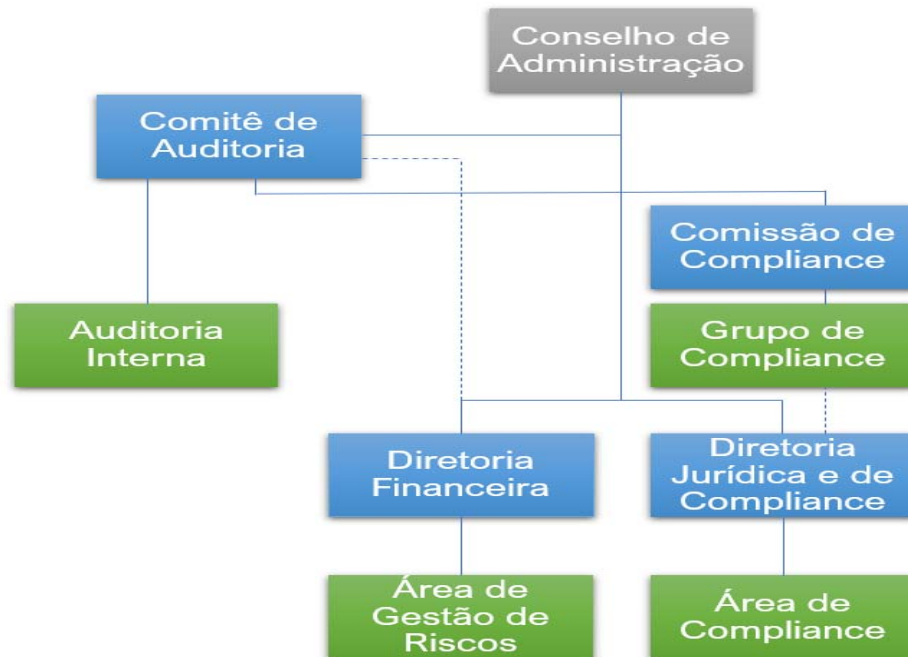 Conselho de
Administração
Comitê de
Auditoria
Comissão de
Compliance
Auditoria
Interna
Grupo de
Compliance
Diretoria
Financeira
Diretoria
Jurídica e de
Compliance
Área de
Gestão de
Riscos
Área de
Compliance